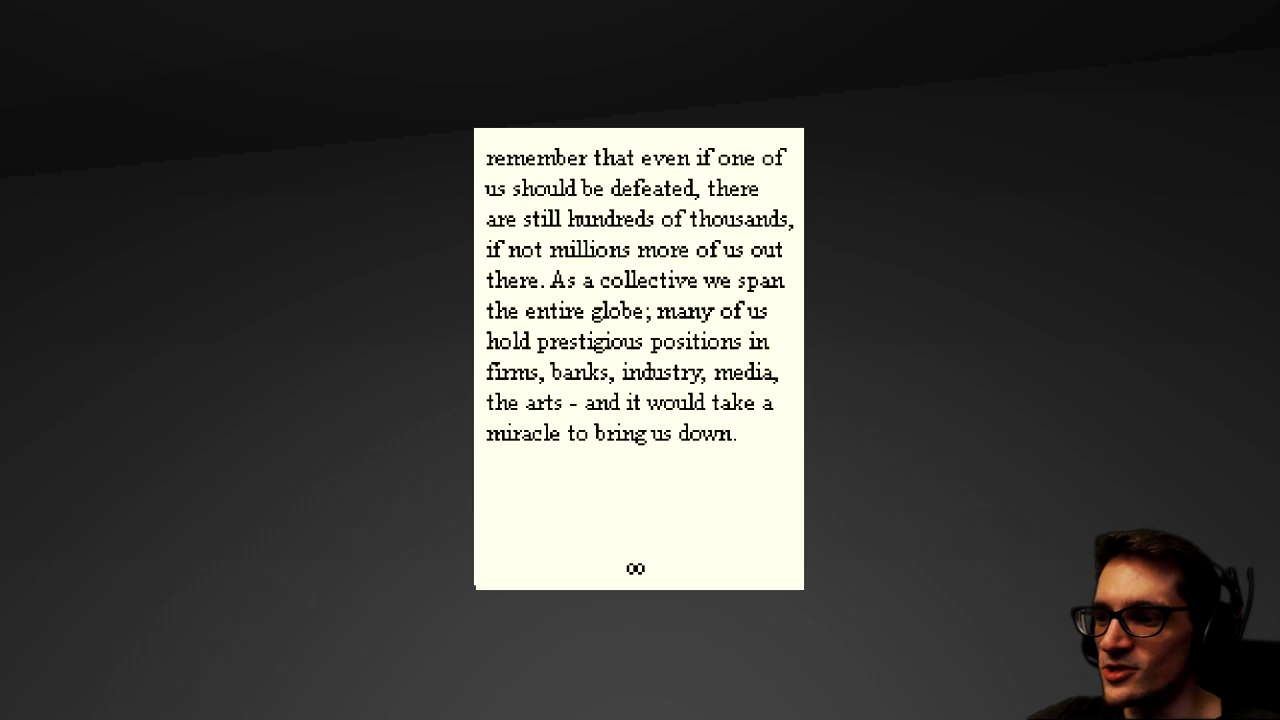 remember that even if one of
us should be defeated, there
are still hundreds of thousands,
if not millions more of us out
there. As a collective we span
the entire globe; many of us
hold prestigious positions in
firms, banks, industry, media,
the arts - and it would take a
miracle to bring us down.
∞